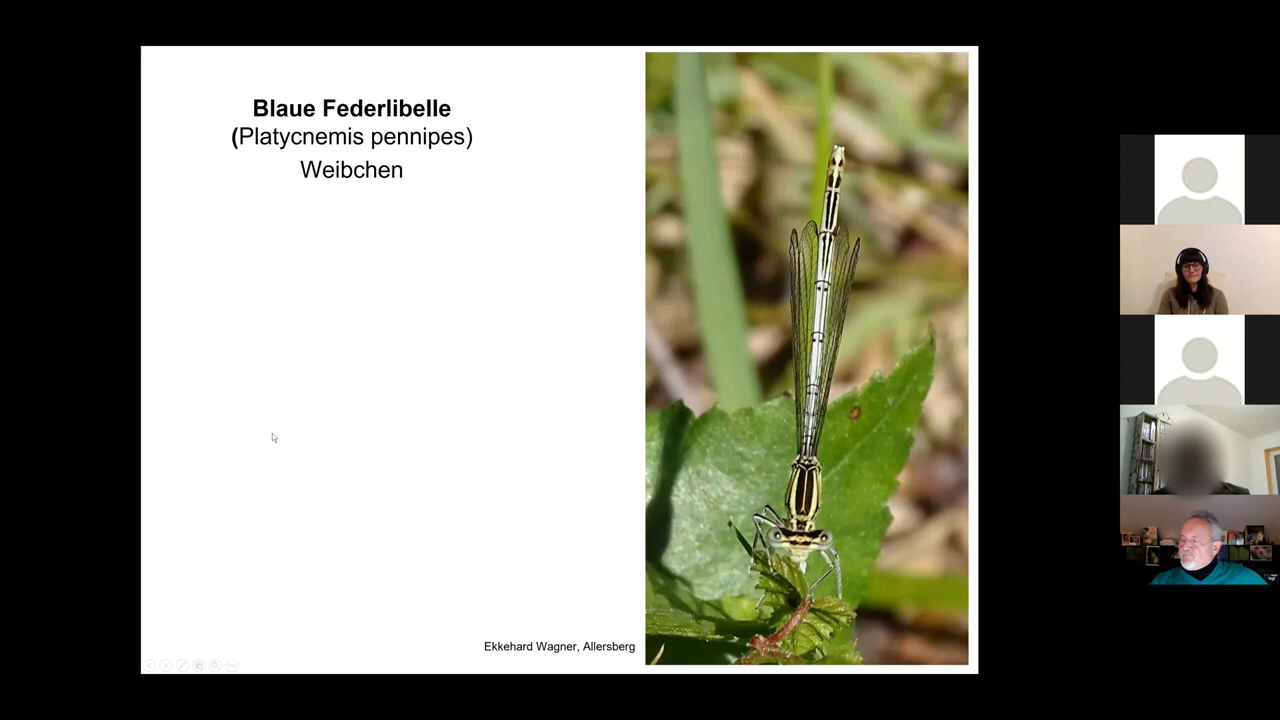 Blaue Federlibelle
(Platycnemis pennipes)
Weibchen
Ekkehard Wagner, Allersberg